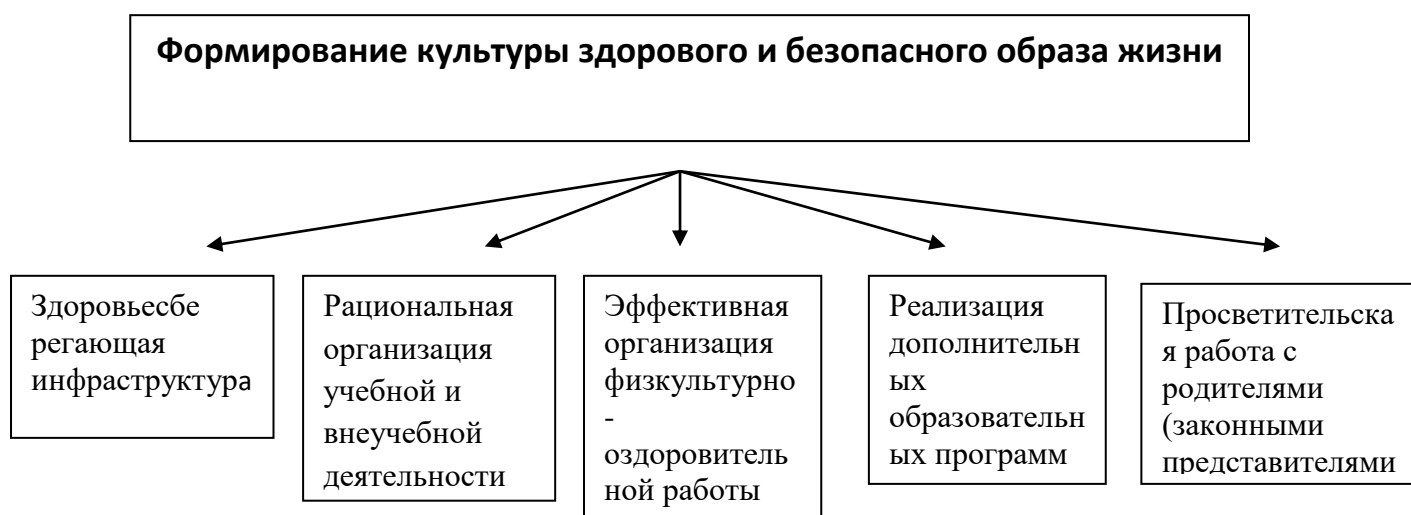 Формирование культуры здорового и безопасного образа жизни
Здоровьесбе
регающая
инфраструктура
Рациональная
организация
учебной и
внеучебной
деятельности
Эффективная
организация
физкультурно
-
оздоровитель
ной работы
Реализация
дополнительн
ых
образовательн
ых программ
Просветительска
я работа с
родителями
(законными
представителями